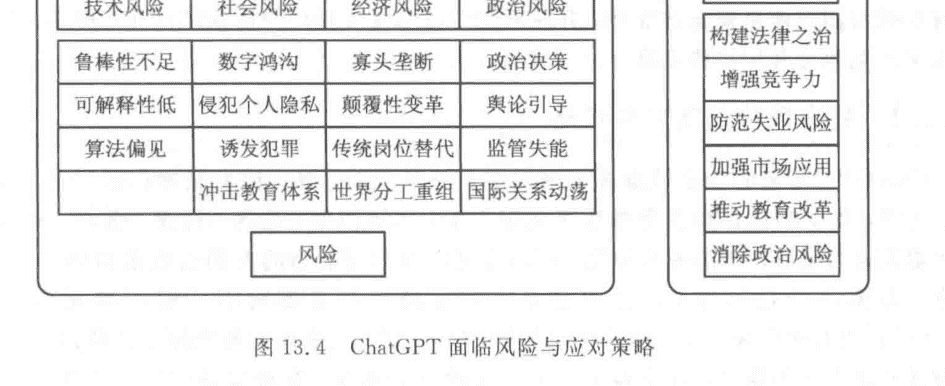 技术风险 社会风险 经济风险 政治风险
鲁棒性不足 数字鸿沟 寡头垄断 政治决策
可解释性低 侵犯个人隐私 颠覆性变革 舆论引导
算法偏见 诱发犯罪 传统岗位替代 监管失能
冲击教育体系 世界分工重组 国际关系动荡
风险
构建法律之治
增强竞争力
防范失业风险
加强市场应用
推动教育改革
消除政治风险
图 13.4 ChatGPT 面临风险与应对策略